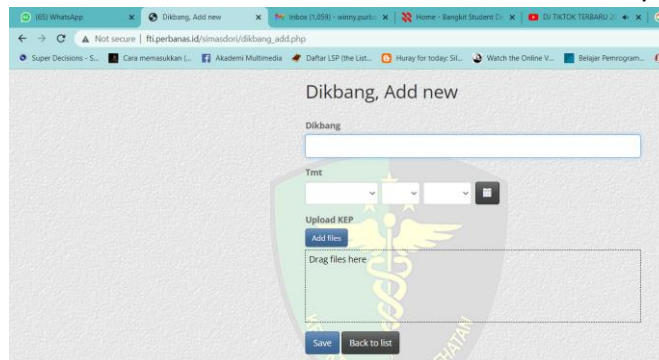 (65) WhatsApp
Dikbang, Add new
Inbox (1,059) - winny.purbo
Home - Bangkit Student D
DJ TIKTOK TERBARU 20
Not secure | fti.perbanas.id/simasdori/dikbang_add.php
Super Decisions - S...
Cara memasukkan (...
Akademi Multimedia
Daftar LSP (the List...
Huray for today: Sil...
Watch the Online V...
Belajar Pemrogram...
Dikbang, Add new
Dikbang
Tmt
Upload KEP
Add files
Drag files here
Save Back to list